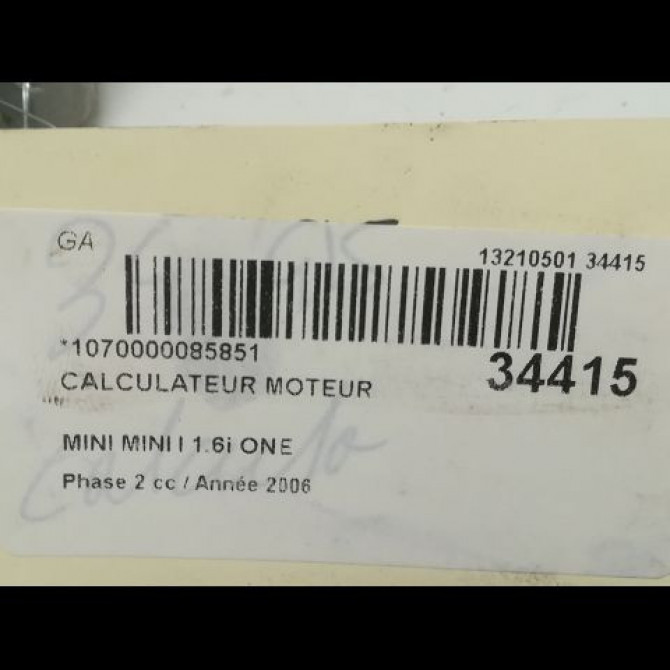 GA
13210501 34415
*1070000085851
34415
CALCULATEUR MOTEUR
MINI MINI I 1.6i ONE
Phase 2 cc / Année 2006